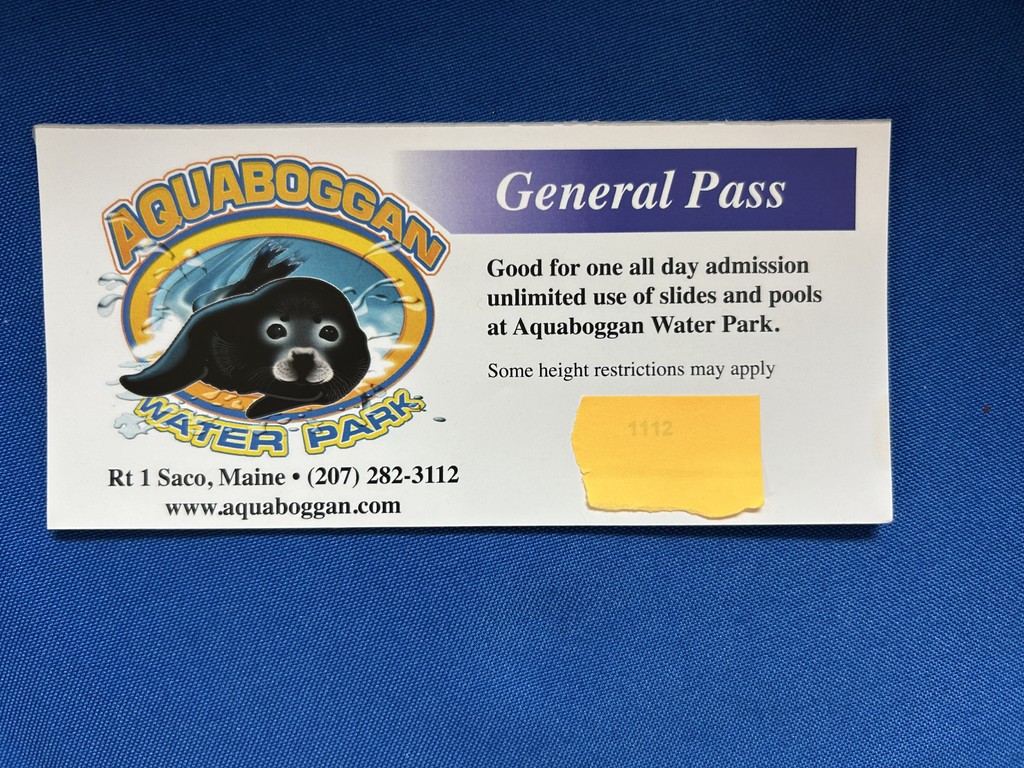 AQUABOGGAN
WATER PARK
Rt 1 Saco, Maine • (207) 282-3112
www.aquaboggan.com
General Pass
Good for one all day admission
unlimited use of slides and pools
at Aquaboggan Water Park.
Some height restrictions may apply
1112